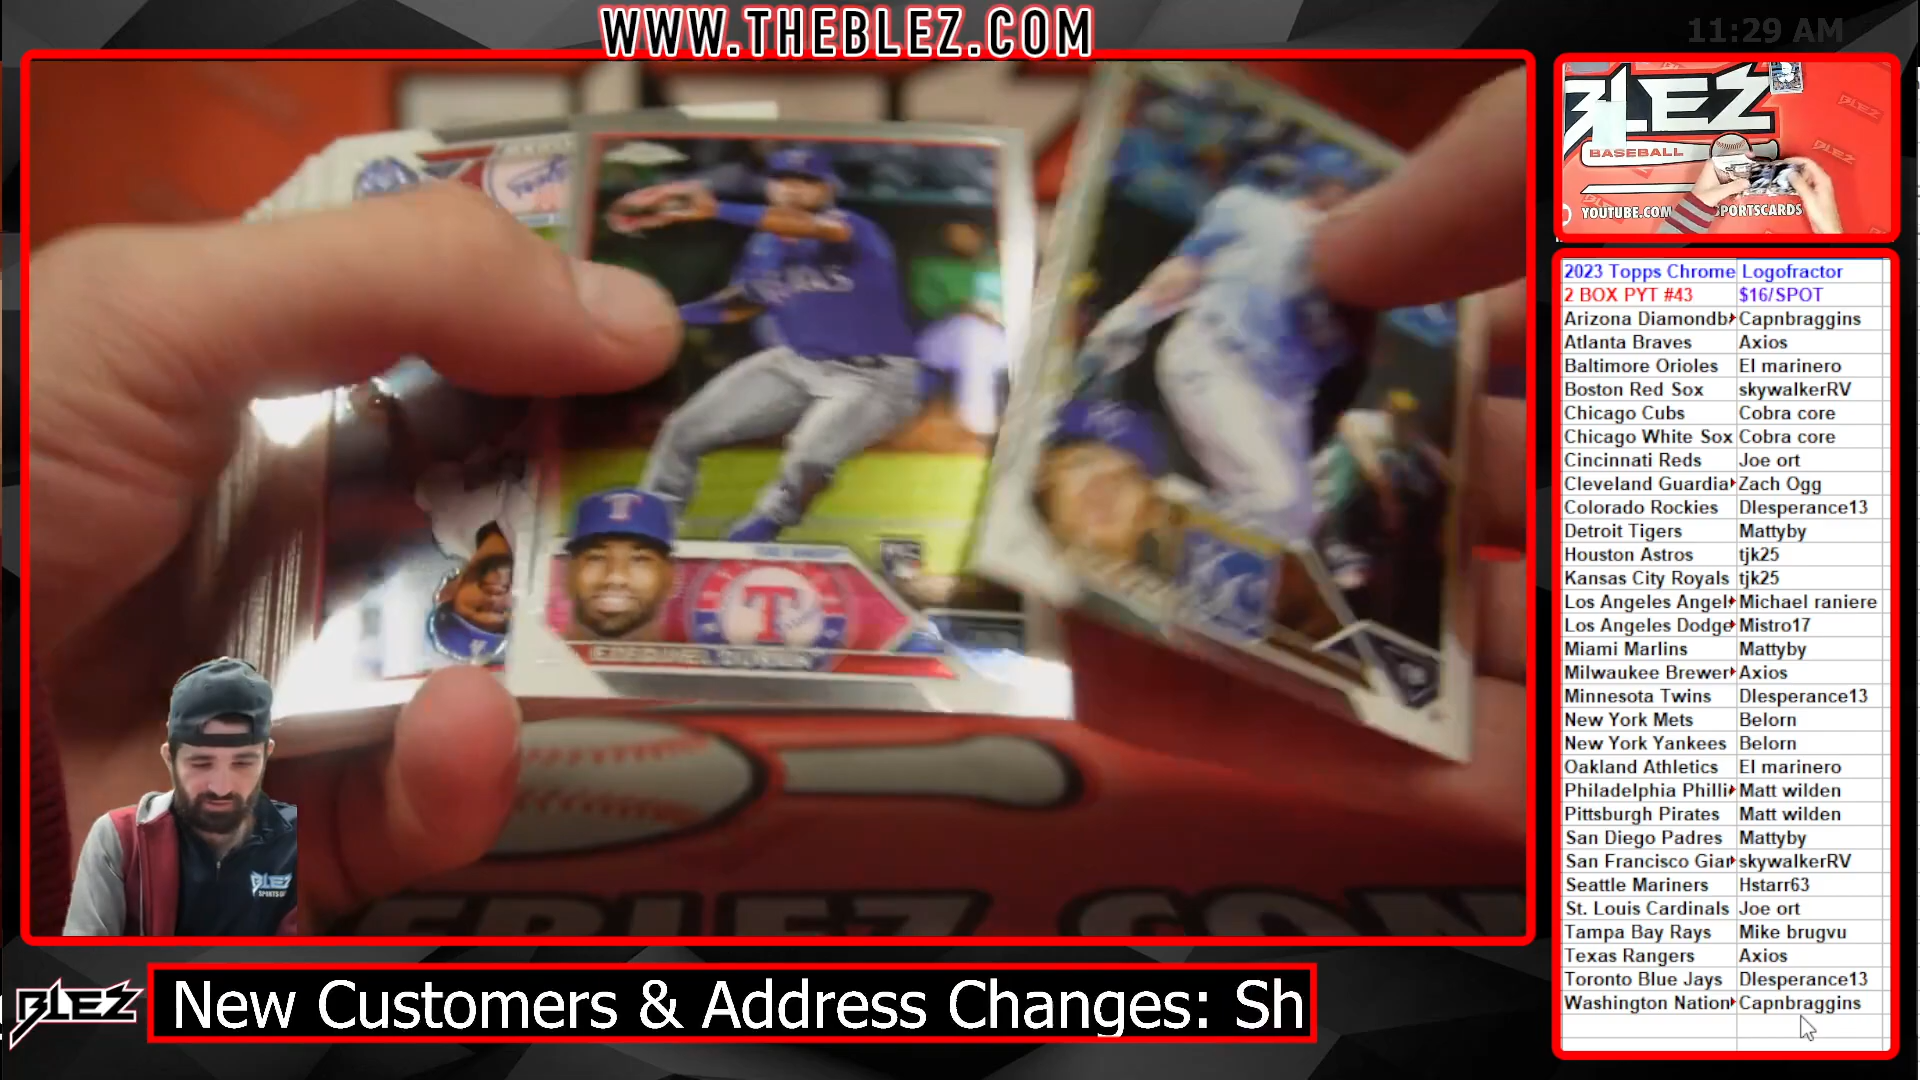 WWW.THEBLEZ.COM
11:29 AM
BLEZ
BASEBALL
YOUTUBE.COM
SPORTSCARDS
2023 Topps Chrome Logofractor
2 BOX PYT #43 $16/SPOT
Arizona Diamondb Capnbraggins
Atlanta Braves Axios
Baltimore Orioles El marinero
Boston Red Sox skywalkerRV
Chicago Cubs Cobra core
Chicago White Sox Cobra core
Cincinnati Reds Joe ort
Cleveland Guardia Zach Ogg
Colorado Rockies Dlesperance13
Detroit Tigers Mattyby
Houston Astros tjk25
Kansas City Royals tjk25
Los Angeles Angel Michael raniere
Los Angeles Dodge Mistro17
Miami Marlins Mattyby
Milwaukee Brewer Axios
Minnesota Twins Dlesperance13
New York Mets Belorn
New York Yankees Belorn
Oakland Athletics El marinero
Philadelphia Philli Matt wilden
Pittsburgh Pirates Matt wilden
San Diego Padres Mattyby
San Francisco Giar skywalkerRV
Seattle Mariners Hstarr63
St. Louis Cardinals Joe ort
Tampa Bay Rays Mike brugvu
Texas Rangers Axios
Toronto Blue Jays Dlesperance13
Washington Nation Capnbraggins
T
BLEZ
BLEZ
New Customers & Address Changes: Sh